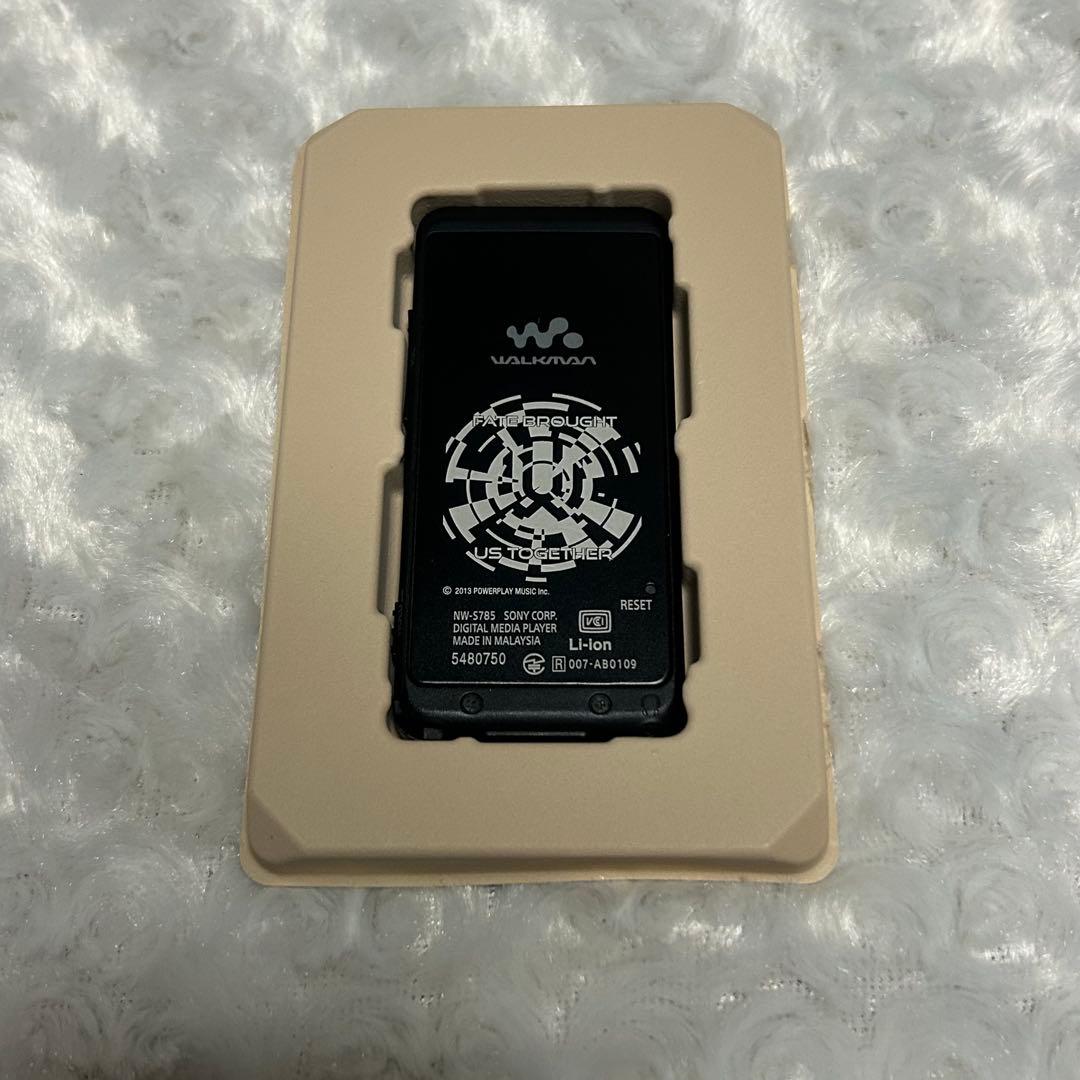 WALKMAN
FATE BROUGHT
US TOGETHER
© 2013 POWERPLAY MUSIC Inc.
RESET
NW-S785 SONY CORP.
DIGITAL MEDIA PLAYER
MADE IN MALAYSIA
VCI
Li-ion
5480750
R 007-AB0109